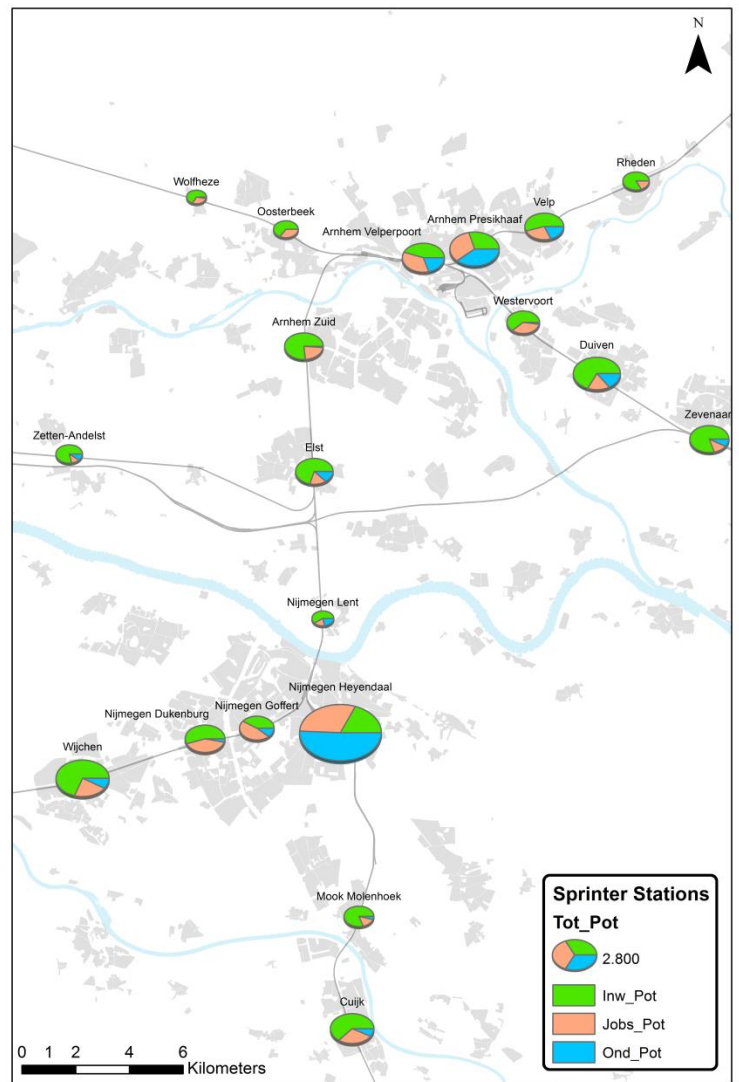 N
Rheden
Wolfheze
Velp
Oosterbeek
Arnhem Presikhaaf
Arnhem Velperpoort
Westervoort
Arnhem Zuid
Duiven
Zevenaar
Zetten-Andelst
Elst
Nijmegen Lent
Nijmegen Heyendaal
Nijmegen Goffert
Nijmegen Dukenburg
Wijchen
Mook Molenhoek
Cuijk
Sprinter Stations
Tot_Pot
2.800
Inw_Pot
Jobs_Pot
Ond_Pot
0 1 2 4 6
Kilometers